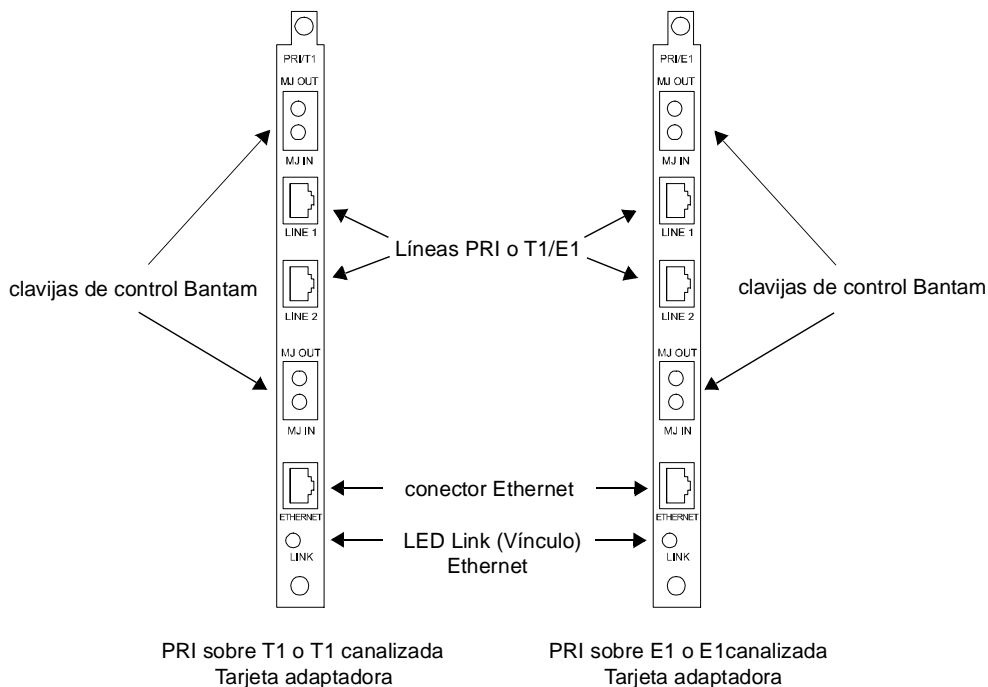 PRI/T1
MJ OUT
MJ IN
LINE 1
LINE 2
MJ OUT
MJ IN
ETHERNET
LINK
PRI/E1
MJ OUT
MJ IN
LINE 1
LINE 2
MJ OUT
MJ IN
ETHERNET
LINK
clavijas de control Bantam
Líneas PRI o T1/E1
clavijas de control Bantam
conector Ethernet
LED Link (Vínculo)
Ethernet
PRI sobre T1 o T1 canalizada
Tarjeta adaptadora
PRI sobre E1 o E1canalizada
Tarjeta adaptadora